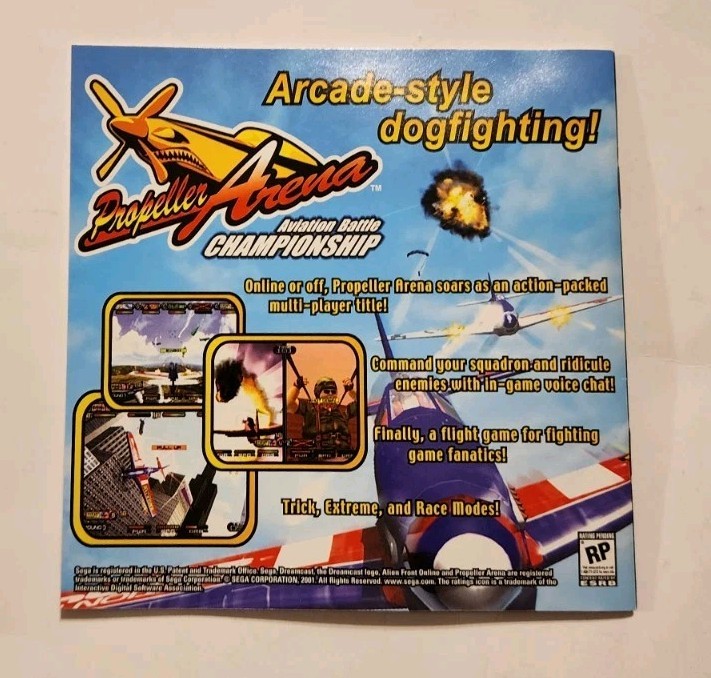 Arcade-style
dogfighting!
Propeller Arena™
Aviation Battle
CHAMPIONSHIP
Online or off, Propeller Arena soars as an action-packed
multi-player title!
Command your squadron and ridicule
enemies with in-game voice chat!
Finally, a flight game for fighting
game fanatics!
Trick, Extreme, and Race Modes!
RATING PENDING
RP
ESRB
Sega is registered in the U.S. Patent and Trademark Office. Sega, Dreamcast, the Dreamcast logo, Alien Front Online and Propeller Arena are registered
trademarks or trademarks of Sega Corporation. © SEGA CORPORATION, 2001. All Rights Reserved. www.sega.com. The ratings icon is a trademark of the
Interactive Digital Software Association.